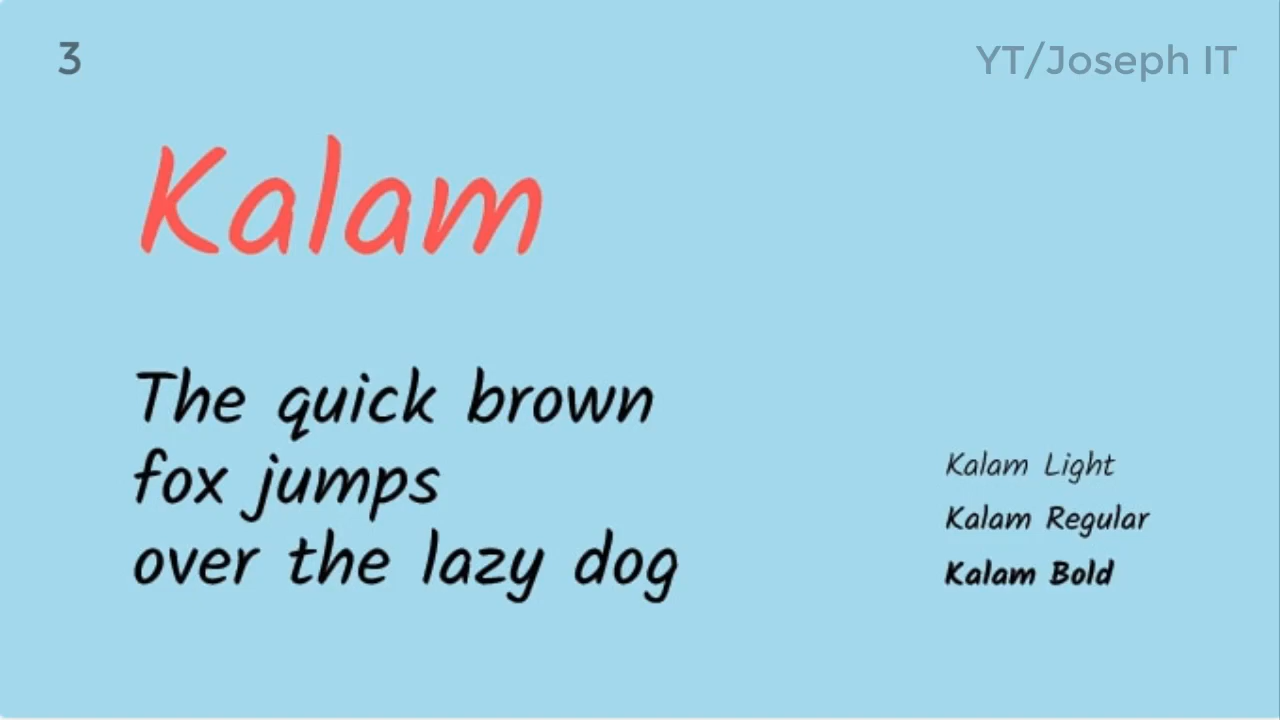 3
YT/Joseph IT
Kalam
The quick brown
fox jumps
over the lazy dog
Kalam Light
Kalam Regular
Kalam Bold